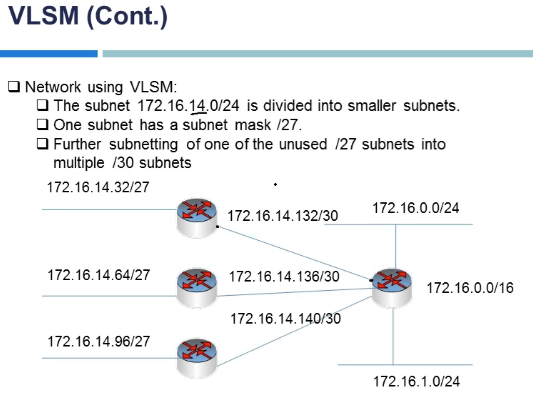 VLSM (Cont.)
❑ Network using VLSM:
❑ The subnet 172.16.14.0/24 is divided into smaller subnets.
❑ One subnet has a subnet mask /27.
❑ Further subnetting of one of the unused /27 subnets into
multiple /30 subnets
172.16.14.32/27
172.16.14.132/30
172.16.0.0/24
172.16.14.64/27
172.16.14.136/30
172.16.0.0/16
172.16.14.140/30
172.16.14.96/27
172.16.1.0/24